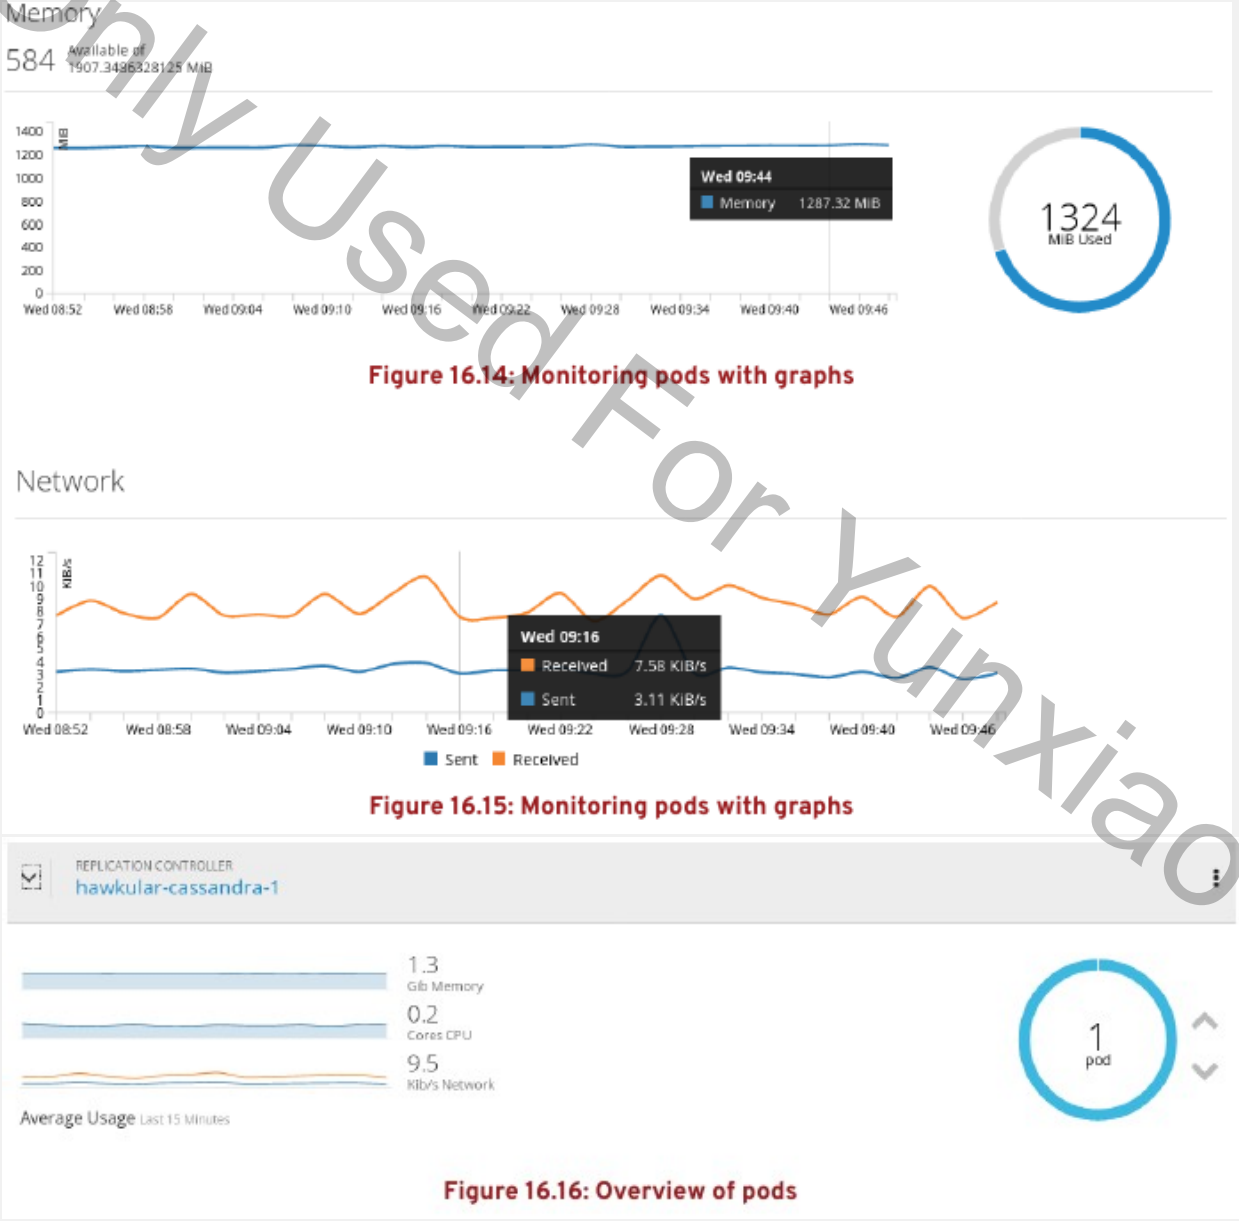 Memory
584 Available of
1907.3486328125 MiB
MiB
1400
1200
1000
800
600
400
200
0
Wed 08:52 Wed 08:58 Wed 09:04 Wed 09:10 Wed 09:16 Wed 09:22 Wed 09:28 Wed 09:34 Wed 09:40 Wed 09:46
Wed 09:44
Memory 1287.32 MiB
1324
MiB Used
Figure 16.14: Monitoring pods with graphs
Network
KiB/s
12
11
10
9
8
7
6
5
4
3
2
1
0
Wed 09:16
Received 7.58 KiB/s
Sent 3.11 KiB/s
Wed 08:52 Wed 08:58 Wed 09:04 Wed 09:10 Wed 09:16 Wed 09:22 Wed 09:28 Wed 09:34 Wed 09:40 Wed 09:46
Sent Received
Figure 16.15: Monitoring pods with graphs
REPLICATION CONTROLLER
hawkular-cassandra-1
1.3
Gib Memory
0.2
Cores CPU
9.5
Kib/s Network
Average Usage Last 15 Minutes
1
pod
Figure 16.16: Overview of pods
Only Used For Yunxiao